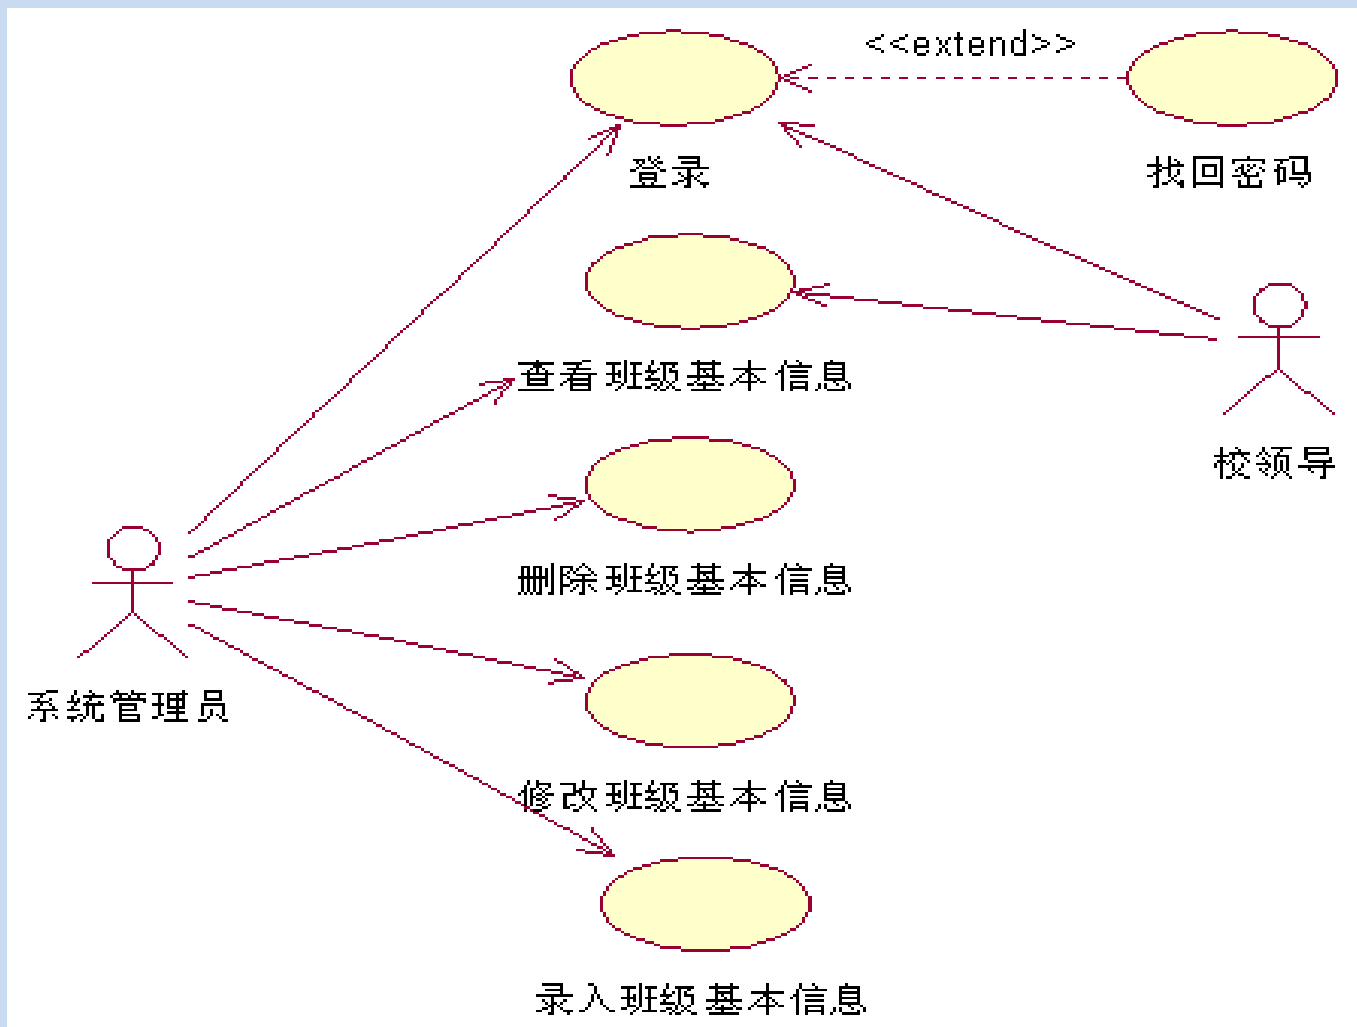 <<extend>>
登录
找回密码
查看班级基本信息
校领导
删除班级基本信息
系统管理员
修改班级基本信息
录入班级基本信息